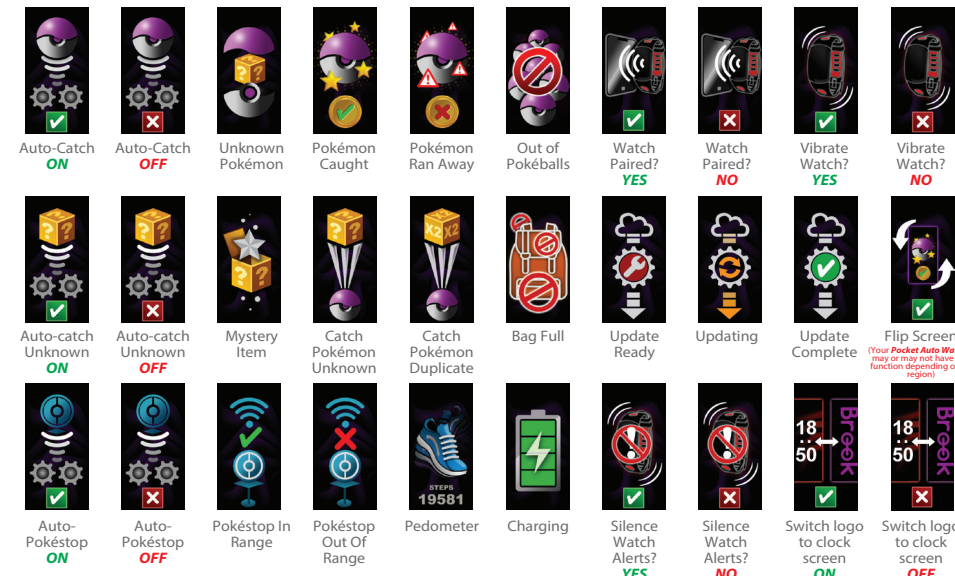 Auto-Catch
ON
Auto-Catch
OFF
Unknown
Pokémon
Pokémon
Caught
Pokémon
Ran Away
Out of
Pokéballs
Watch
Paired?
YES
Watch
Paired?
NO
Vibrate
Watch?
YES
Vibrate
Watch?
NO
? ?
? ?
? ?
? ?
? ?
X2 X2
Auto-catch
Unknown
ON
Auto-catch
Unknown
OFF
Mystery
Item
Catch
Pokémon
Unknown
Catch
Pokémon
Duplicate
Bag Full
Update
Ready
Updating
Update
Complete
Flip Screen
(Your Pocket Auto Wa
may or may not have
function depending o
region)
STEPS
19581
18
:
50
Brook
18
:
50
Brook
Auto-
Pokéstop
ON
Auto-
Pokéstop
OFF
Pokéstop In
Range
Pokéstop
Out Of
Range
Pedometer
Charging
Silence
Watch
Alerts?
YES
Silence
Watch
Alerts?
NO
Switch logo
to clock
screen
ON
Switch logo
to clock
screen
OFF